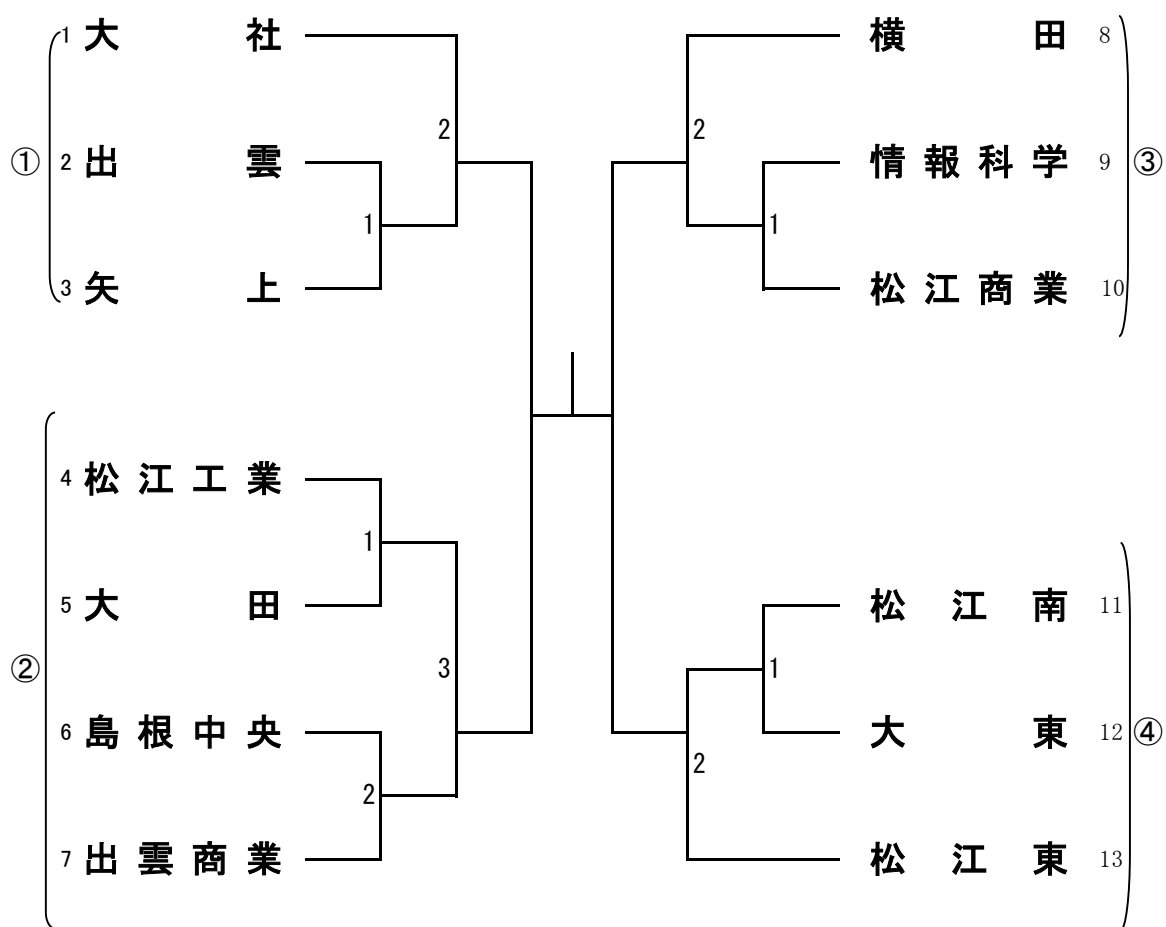 1 大社
2
① 2 出雲
1
3 矢上
4 松江工業
1
5 大田
② 3
6 島根中央
2
7 出雲商業
横田 8
2
情報科学 9 ③
1
松江商業 10
松江南 11
1
大東 12 ④
2
松江東 13